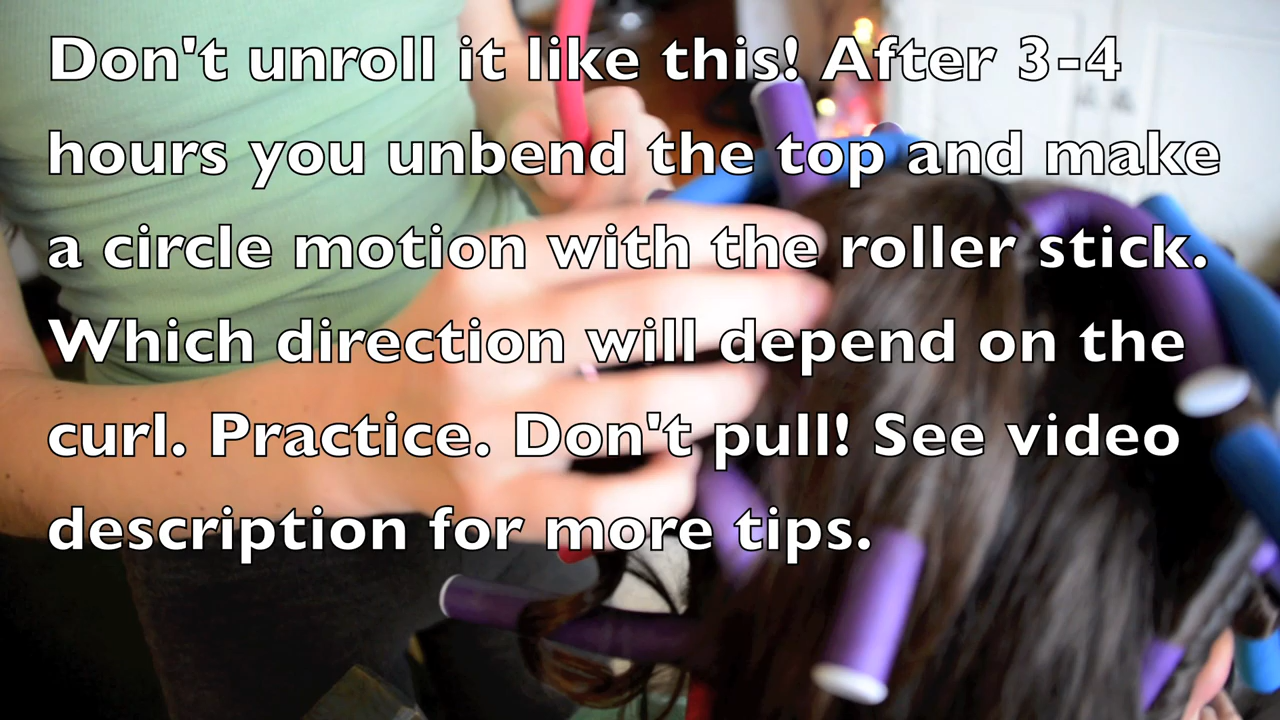 Don't unroll it like this! After 3-4
hours you unbend the top and make
a circle motion with the roller stick.
Which direction will depend on the
curl. Practice. Don't pull! See video
description for more tips.